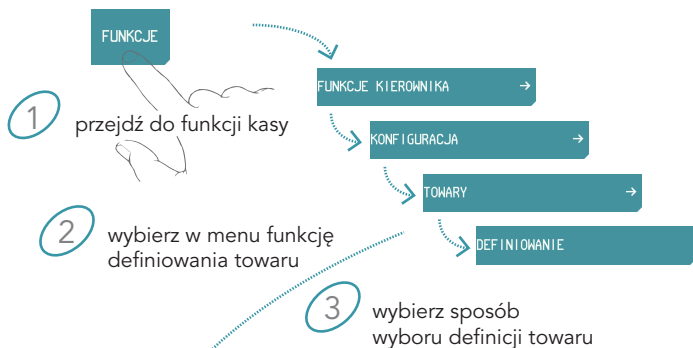 FUNKCJE
FUNKCJE KIEROWNIKA →
1
przejdź do funkcji kasy
KONFIGURACJA →
TOWARY →
2
wybierz w menu funkcję
definiowania towaru
DEFINIOWANIE
3
wybierz sposób
wyboru definicji towaru